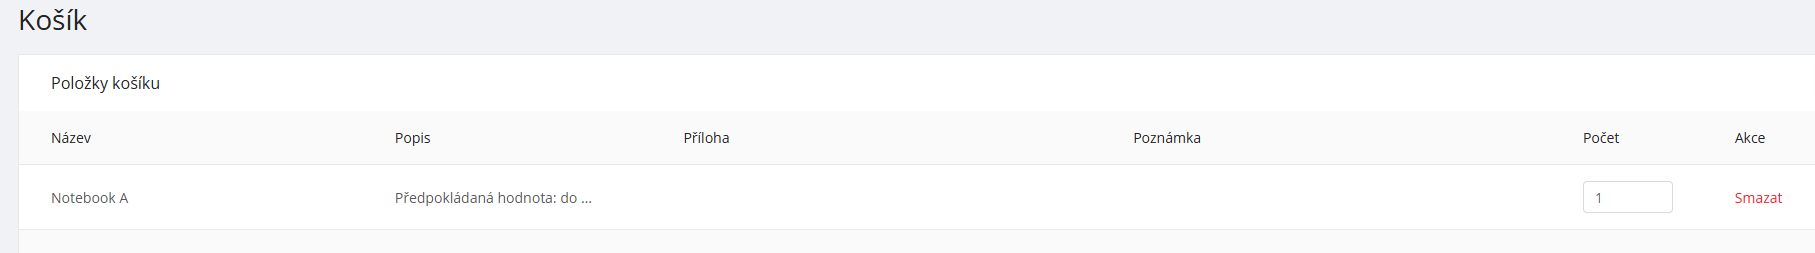 Košík
Položky košíku
Název Popis Příloha Poznámka Počet Akce
Notebook A Předpokládaná hodnota: do ... 1 Smazat